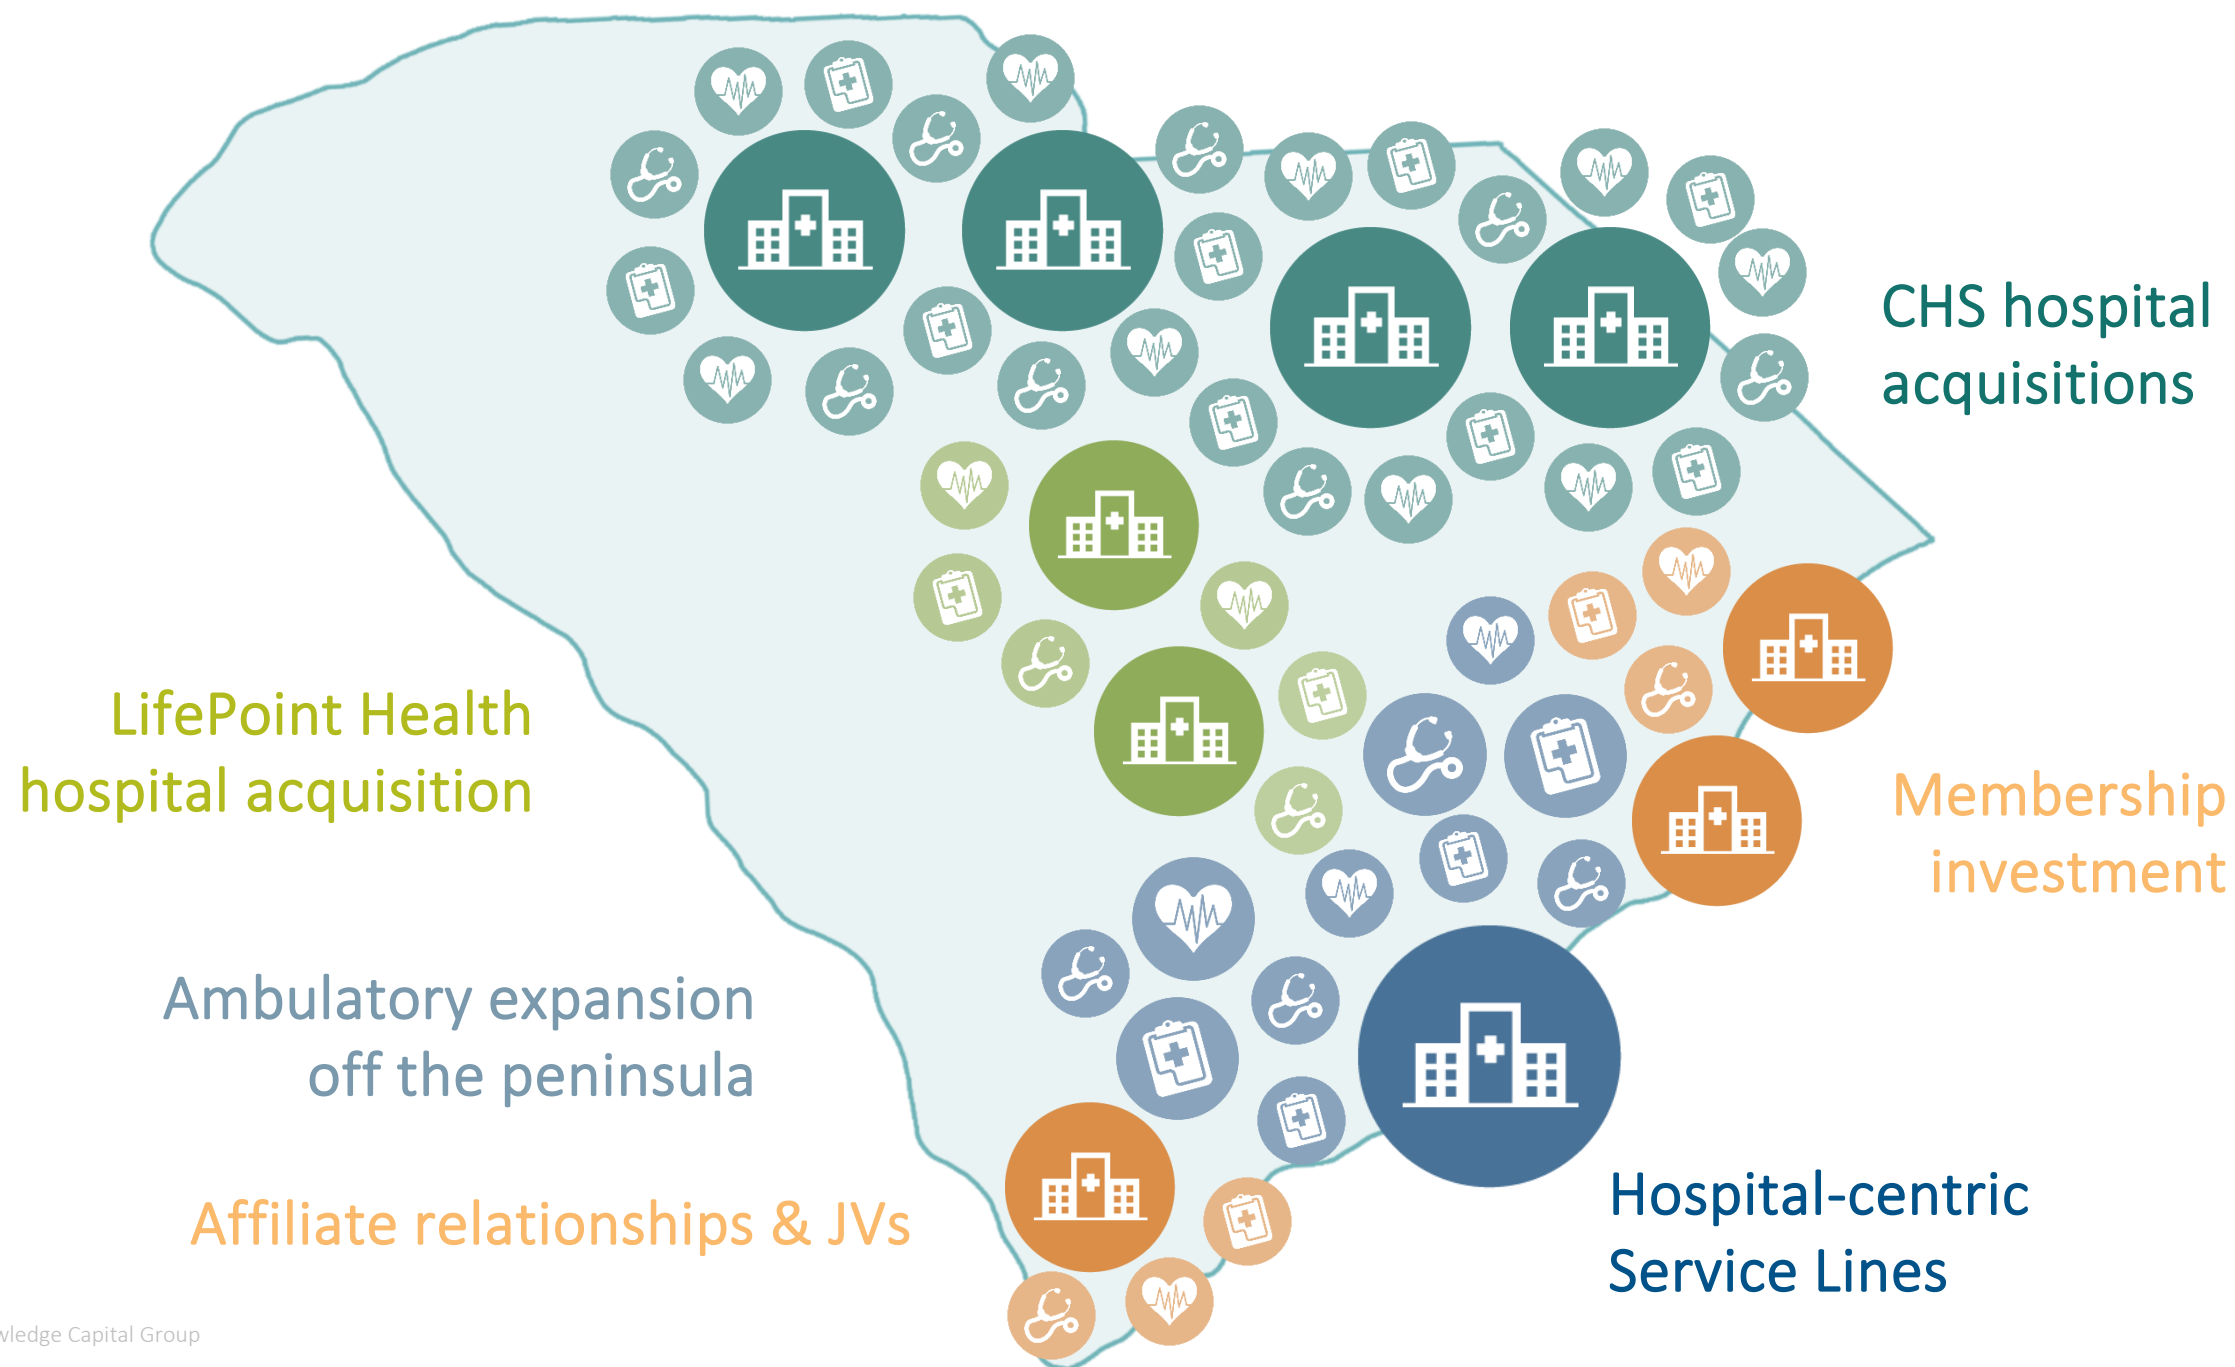 CHS hospital
acquisitions
LifePoint Health
hospital acquisition
Membership
investment
Ambulatory expansion
off the peninsula
Affiliate relationships & JVs
Hospital-centric
Service Lines
Capital Group